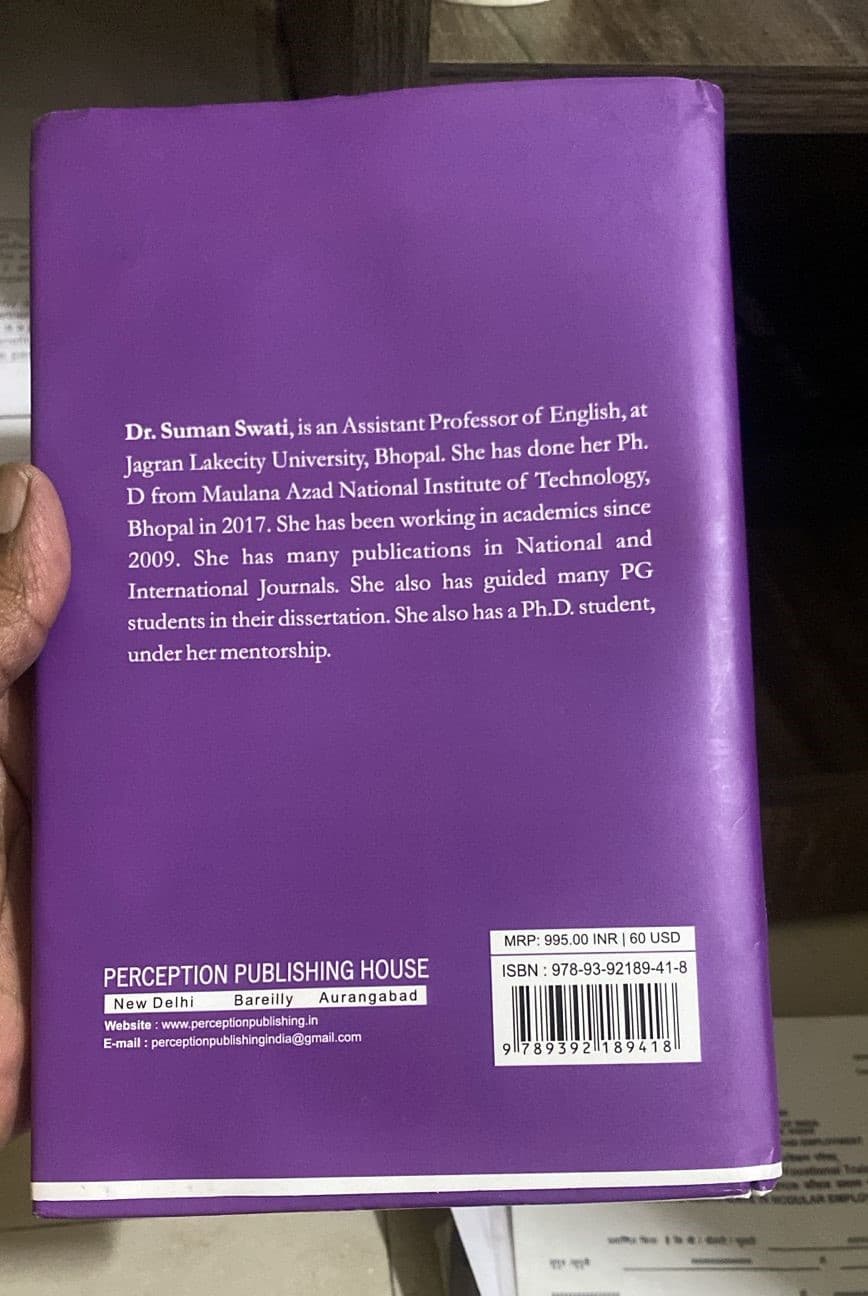 Dr. Suman Swati, is an Assistant Professor of English, at
Jagran Lakecity University, Bhopal. She has done her Ph.
D from Maulana Azad National Institute of Technology,
Bhopal in 2017. She has been working in academics since
2009. She has many publications in National and
International Journals. She also has guided many PG
students in their dissertation. She also has a Ph.D. student,
under her mentorship.
PERCEPTION PUBLISHING HOUSE
New Delhi Bareilly Aurangabad
Website : www.perceptionpublishing.in
E-mail : perceptionpublishingindia@gmail.com
MRP: 995.00 INR | 60 USD
ISBN : 978-93-92189-41-8
9 789392 189418